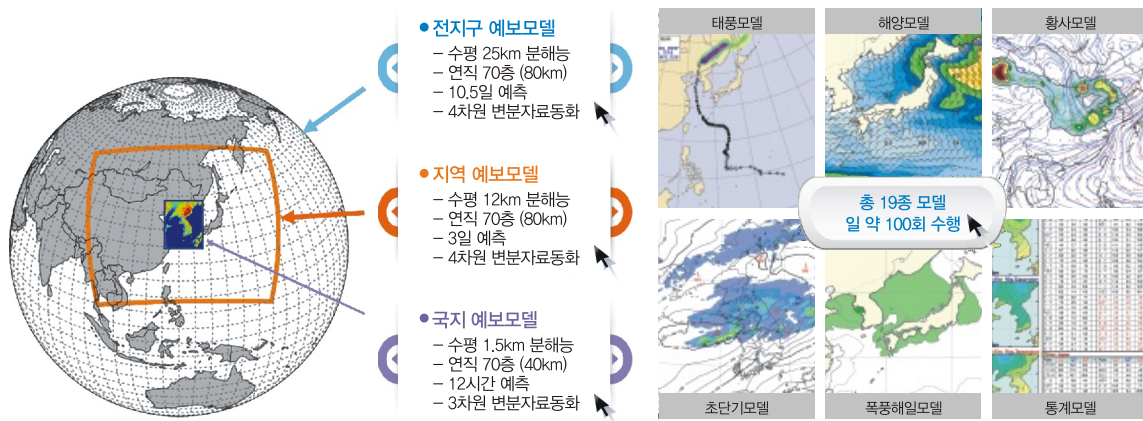 ● 전지구 예보모델
– 수평 25km 분해능
– 연직 70층 (80km)
– 10.5일 예측
– 4차원 변분자료동화
● 지역 예보모델
– 수평 12km 분해능
– 연직 70층 (80km)
– 3일 예측
– 4차원 변분자료동화
● 국지 예보모델
– 수평 1.5km 분해능
– 연직 70층 (40km)
– 12시간 예측
– 3차원 변분자료동화
태풍모델
해양모델
황사모델
총 19종 모델
일 약 100회 수행
초단기모델
폭풍해일모델
통계모델